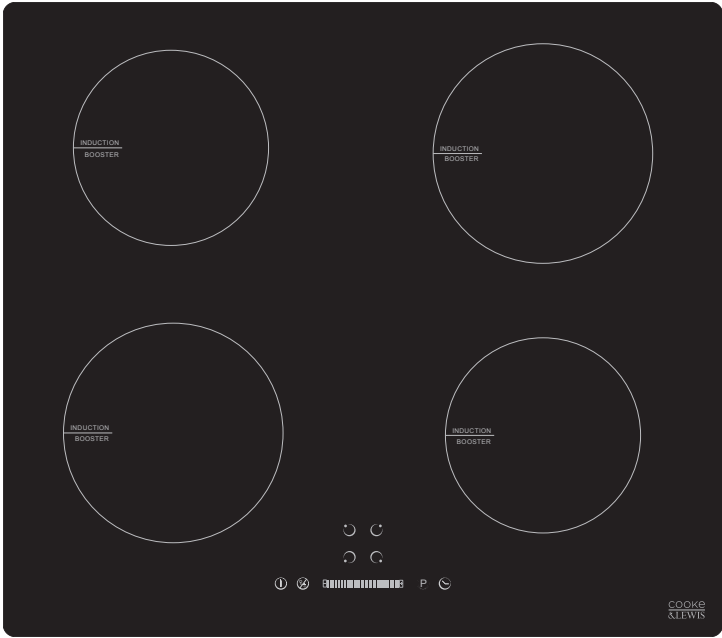 INDUCTION
BOOSTER
INDUCTION
BOOSTER
INDUCTION
BOOSTER
INDUCTION
BOOSTER
P
cooke
&LEWIS